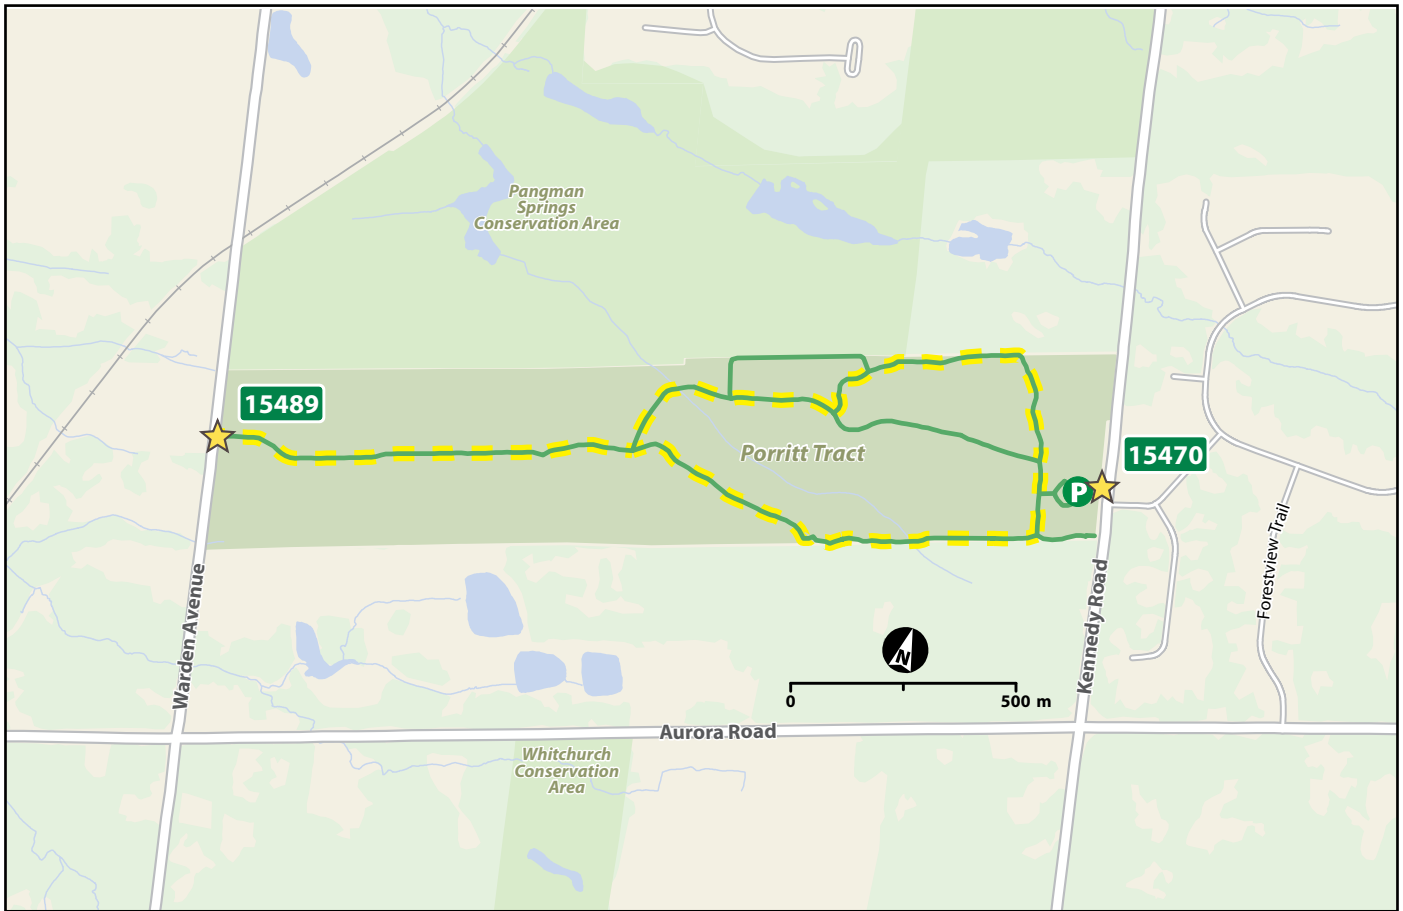 Pangman
Springs
Conservation Area
15489
Porritt Tract
15470
P
Forestview Trail
Warden Avenue
Kennedy Road
N
0 500 m
Aurora Road
Whitchurch
Conservation
Area